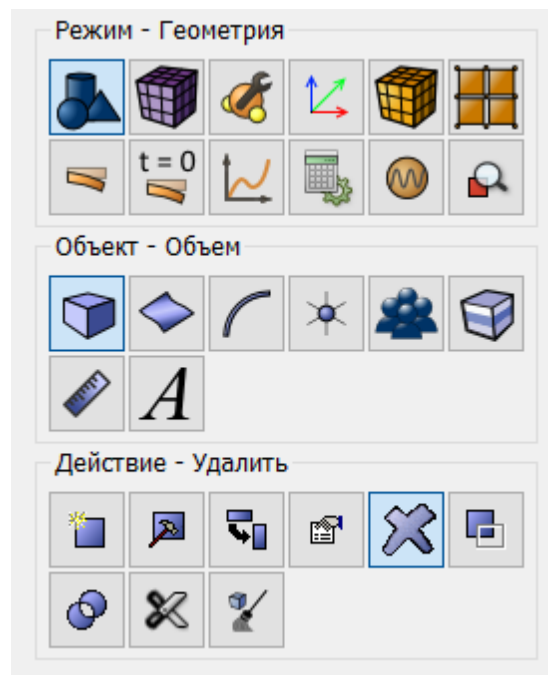 Режим - Геометрия
t = 0
Объект - Объем
A
Действие - Удалить